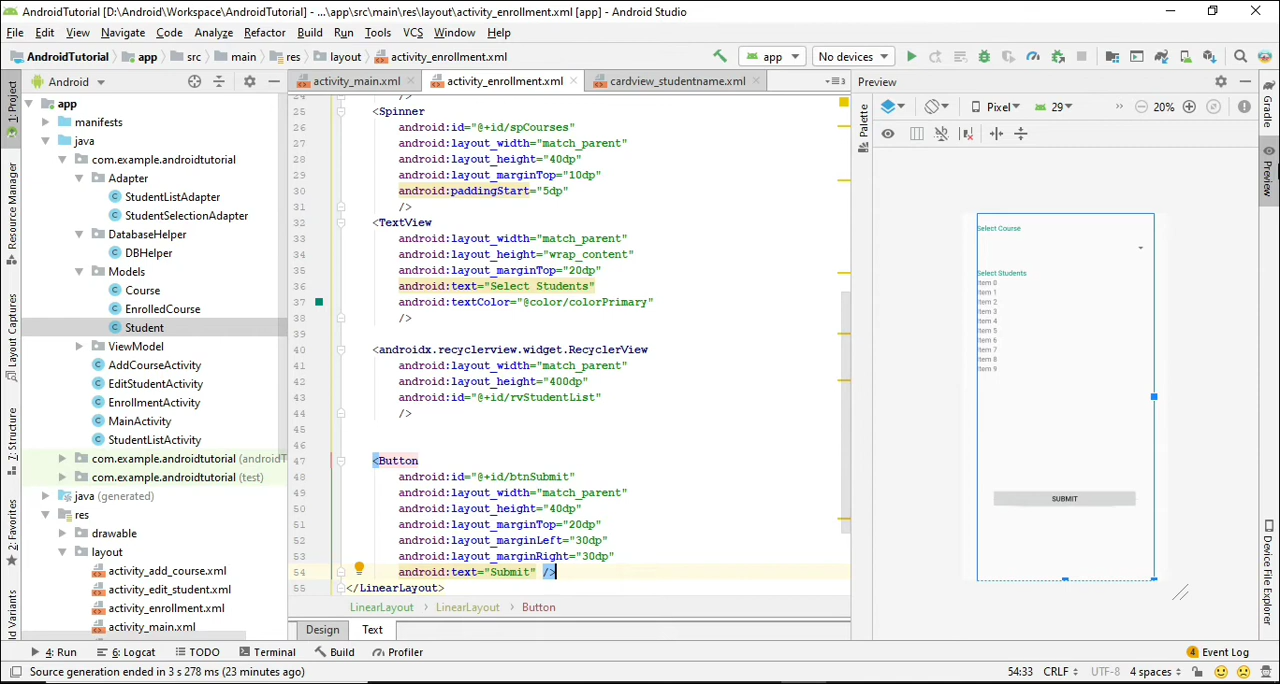 AndroidTutorial [D:\Android\Workspace\AndroidTutorial] - ...\app\src\main\res\layout\activity_enrollment.xml [app] - Android Studio
File Edit View Navigate Code Analyze Refactor Build Run Tools VCS Window Help
AndroidTutorial app src main res layout activity_enrollment.xml app No devices
Android activity_main.xml activity_enrollment.xml cardview_studentname.xml 3 Preview
1: Project
Resource Manager
Layout Captures
7: Structure
2: Favorites
ld Variants
app
manifests
java
com.example.androidtutorial
Adapter
StudentListAdapter
StudentSelectionAdapter
DatabaseHelper
DBHelper
Models
Course
EnrolledCourse
Student
ViewModel
AddCourseActivity
EditStudentActivity
EnrollmentActivity
MainActivity
StudentListActivity
com.example.androidtutorial (androidT
com.example.androidtutorial (test)
java (generated)
res
drawable
layout
activity_add_course.xml
activity_edit_student.xml
activity_enrollment.xml
activity_main.xml
24 />
25 <Spinner
26 android:id="@+id/spCourses"
27 android:layout_width="match_parent"
28 android:layout_height="40dp"
29 android:layout_marginTop="10dp"
30 android:paddingStart="5dp"
31 />
32 <TextView
33 android:layout_width="match_parent"
34 android:layout_height="wrap_content"
35 android:layout_marginTop="20dp"
36 android:text="Select Students"
37 android:textColor="@color/colorPrimary"
38 />
39
40 <androidx.recyclerview.widget.RecyclerView
41 android:layout_width="match_parent"
42 android:layout_height="400dp"
43 android:id="@+id/rvStudentList"
44 />
45
46
47 <Button
48 android:id="@+id/btnSubmit"
49 android:layout_width="match_parent"
50 android:layout_height="40dp"
51 android:layout_marginTop="20dp"
52 android:layout_marginLeft="30dp"
53 android:layout_marginRight="30dp"
54 android:text="Submit" />
55 </LinearLayout>
LinearLayout › LinearLayout › Button
Design Text
Palette
Pixel 29 » 20%
Select Course
Select Students
Item 0
Item 1
Item 2
Item 3
Item 4
Item 5
Item 6
Item 7
Item 8
Item 9
SUBMIT
Gradle
Preview
Device File Explorer
4: Run 6: Logcat TODO Terminal Build Profiler 4 Event Log
Source generation ended in 3 s 278 ms (23 minutes ago) 54:33 CRLF UTF-8 4 spaces